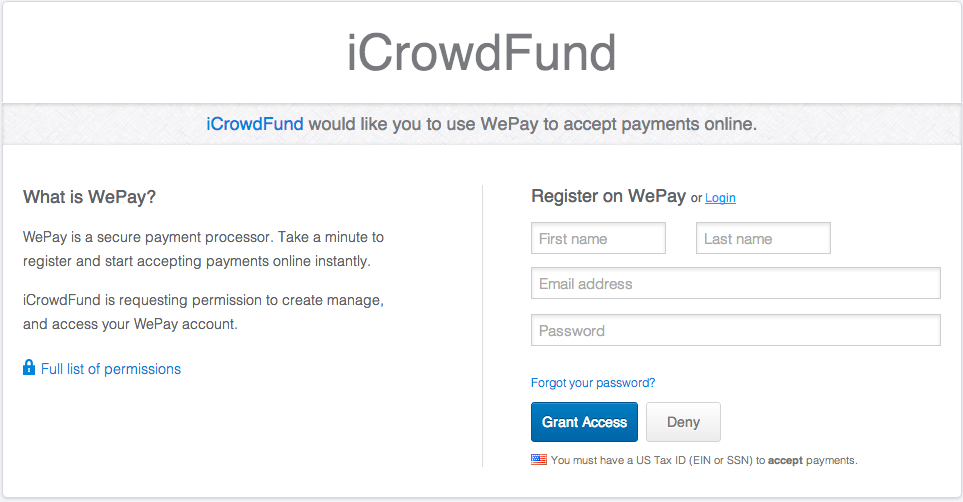 iCrowdFund
iCrowdFund would like you to use WePay to accept payments online.
What is WePay?
WePay is a secure payment processor. Take a minute to
register and start accepting payments online instantly.
iCrowdFund is requesting permission to create manage,
and access your WePay account.
Full list of permissions
Register on WePay or Login
First name
Last name
Email address
Password
Forgot your password?
Grant Access
Deny
You must have a US Tax ID (EIN or SSN) to accept payments.